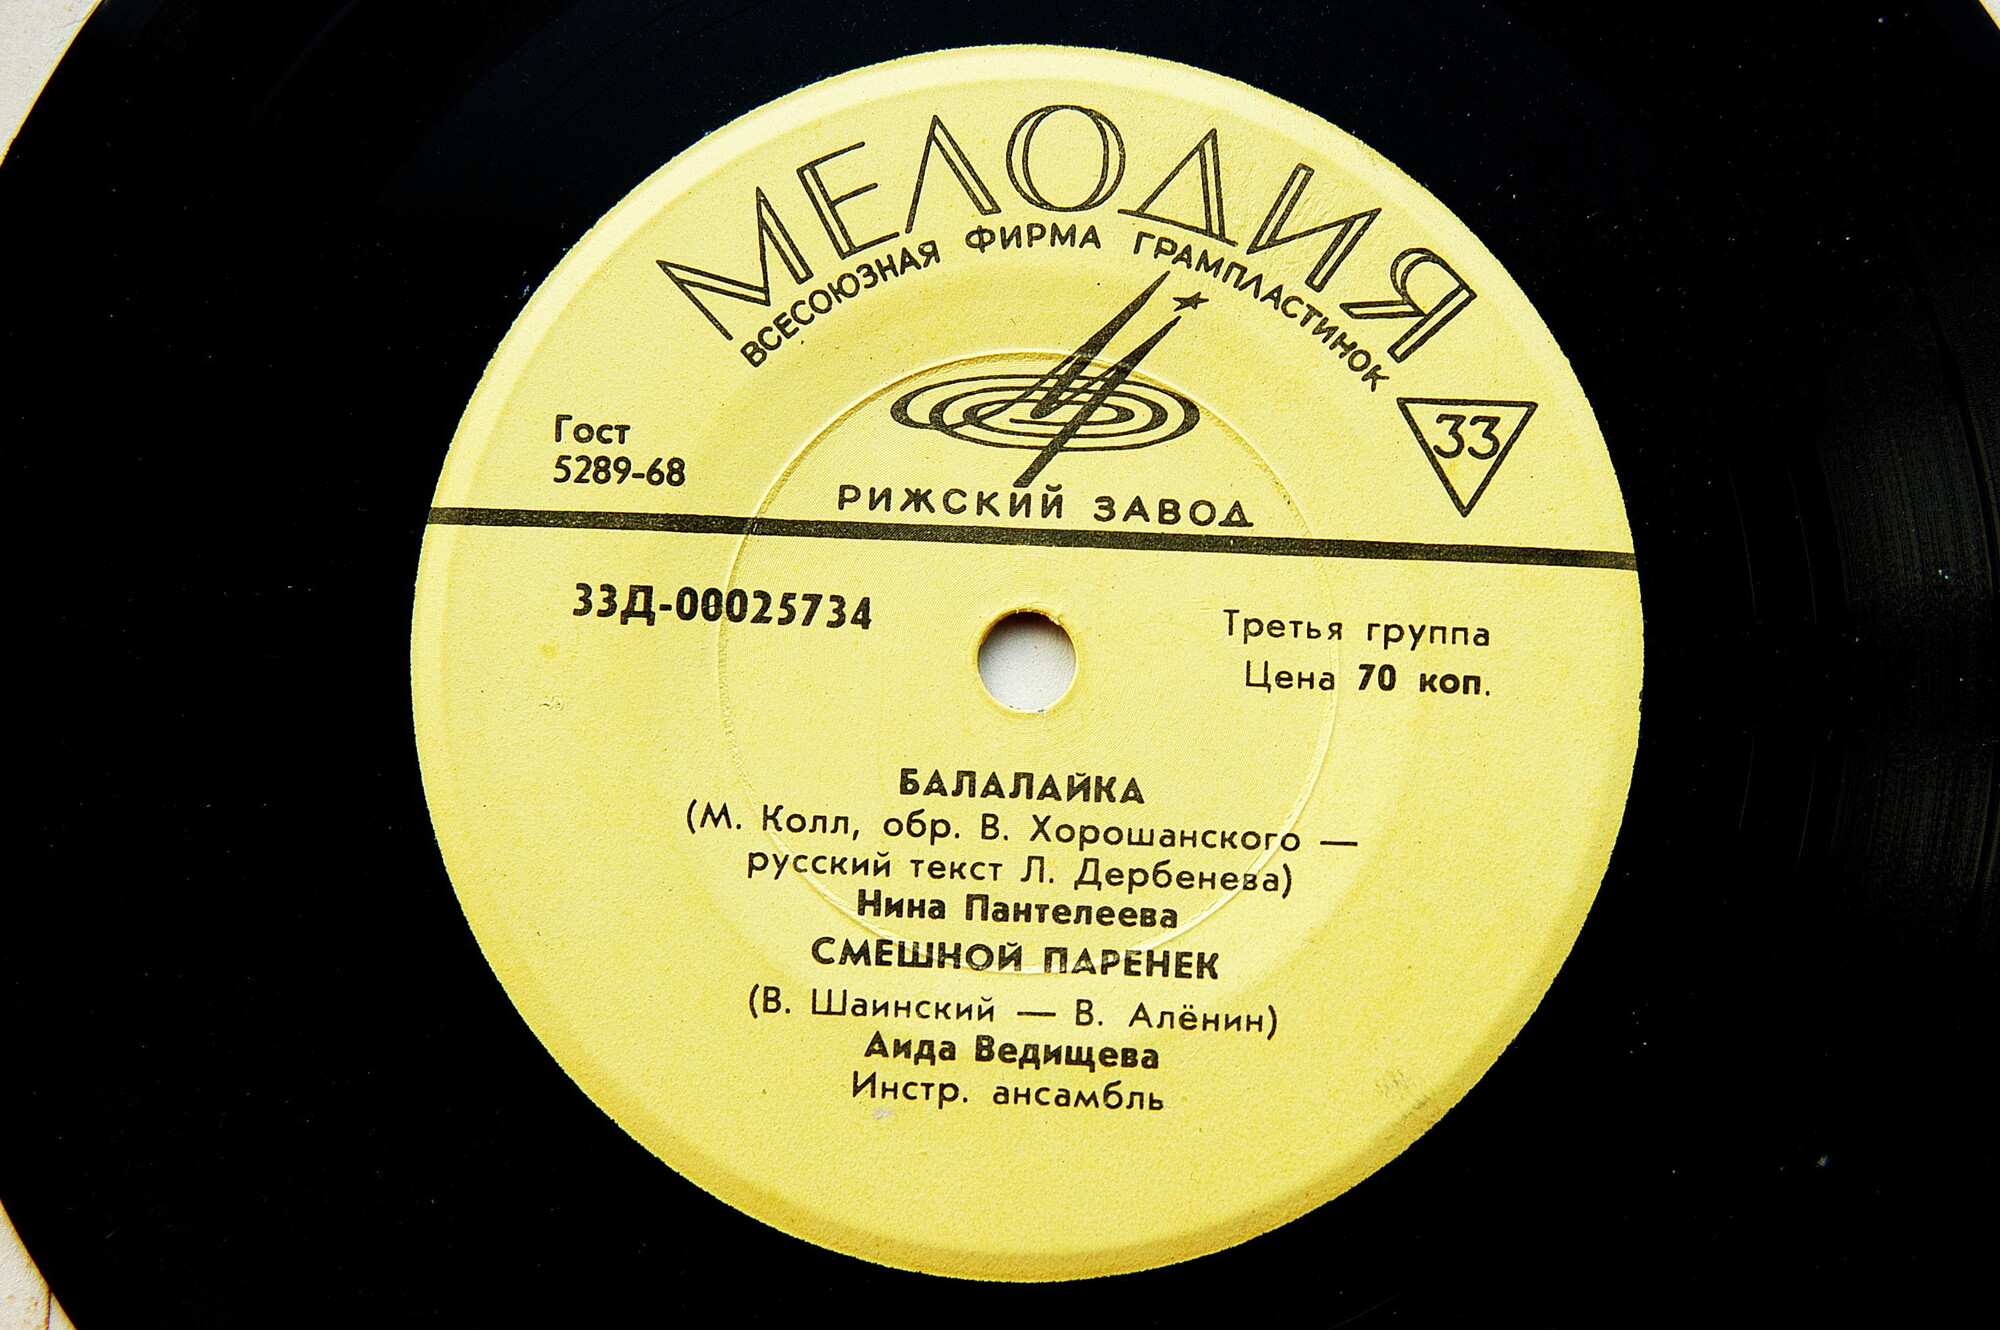 МЕЛОДИЯ
ВСЕСОЮЗНАЯ ФИРМА ГРАМПЛАСТИНОК
33
Гост
5289-68
РИЖСКИЙ ЗАВОД
33Д-00025734
Третья группа
Цена 70 коп.
БАЛАЛАЙКА
(М. Колл, обр. В. Хорошанского —
русский текст Л. Дербенева)
Нина Пантелеева
СМЕШНОЙ ПАРЕНЕК
(В. Шаинский — В. Алёнин)
Аида Ведищева
Инстр. ансамбль